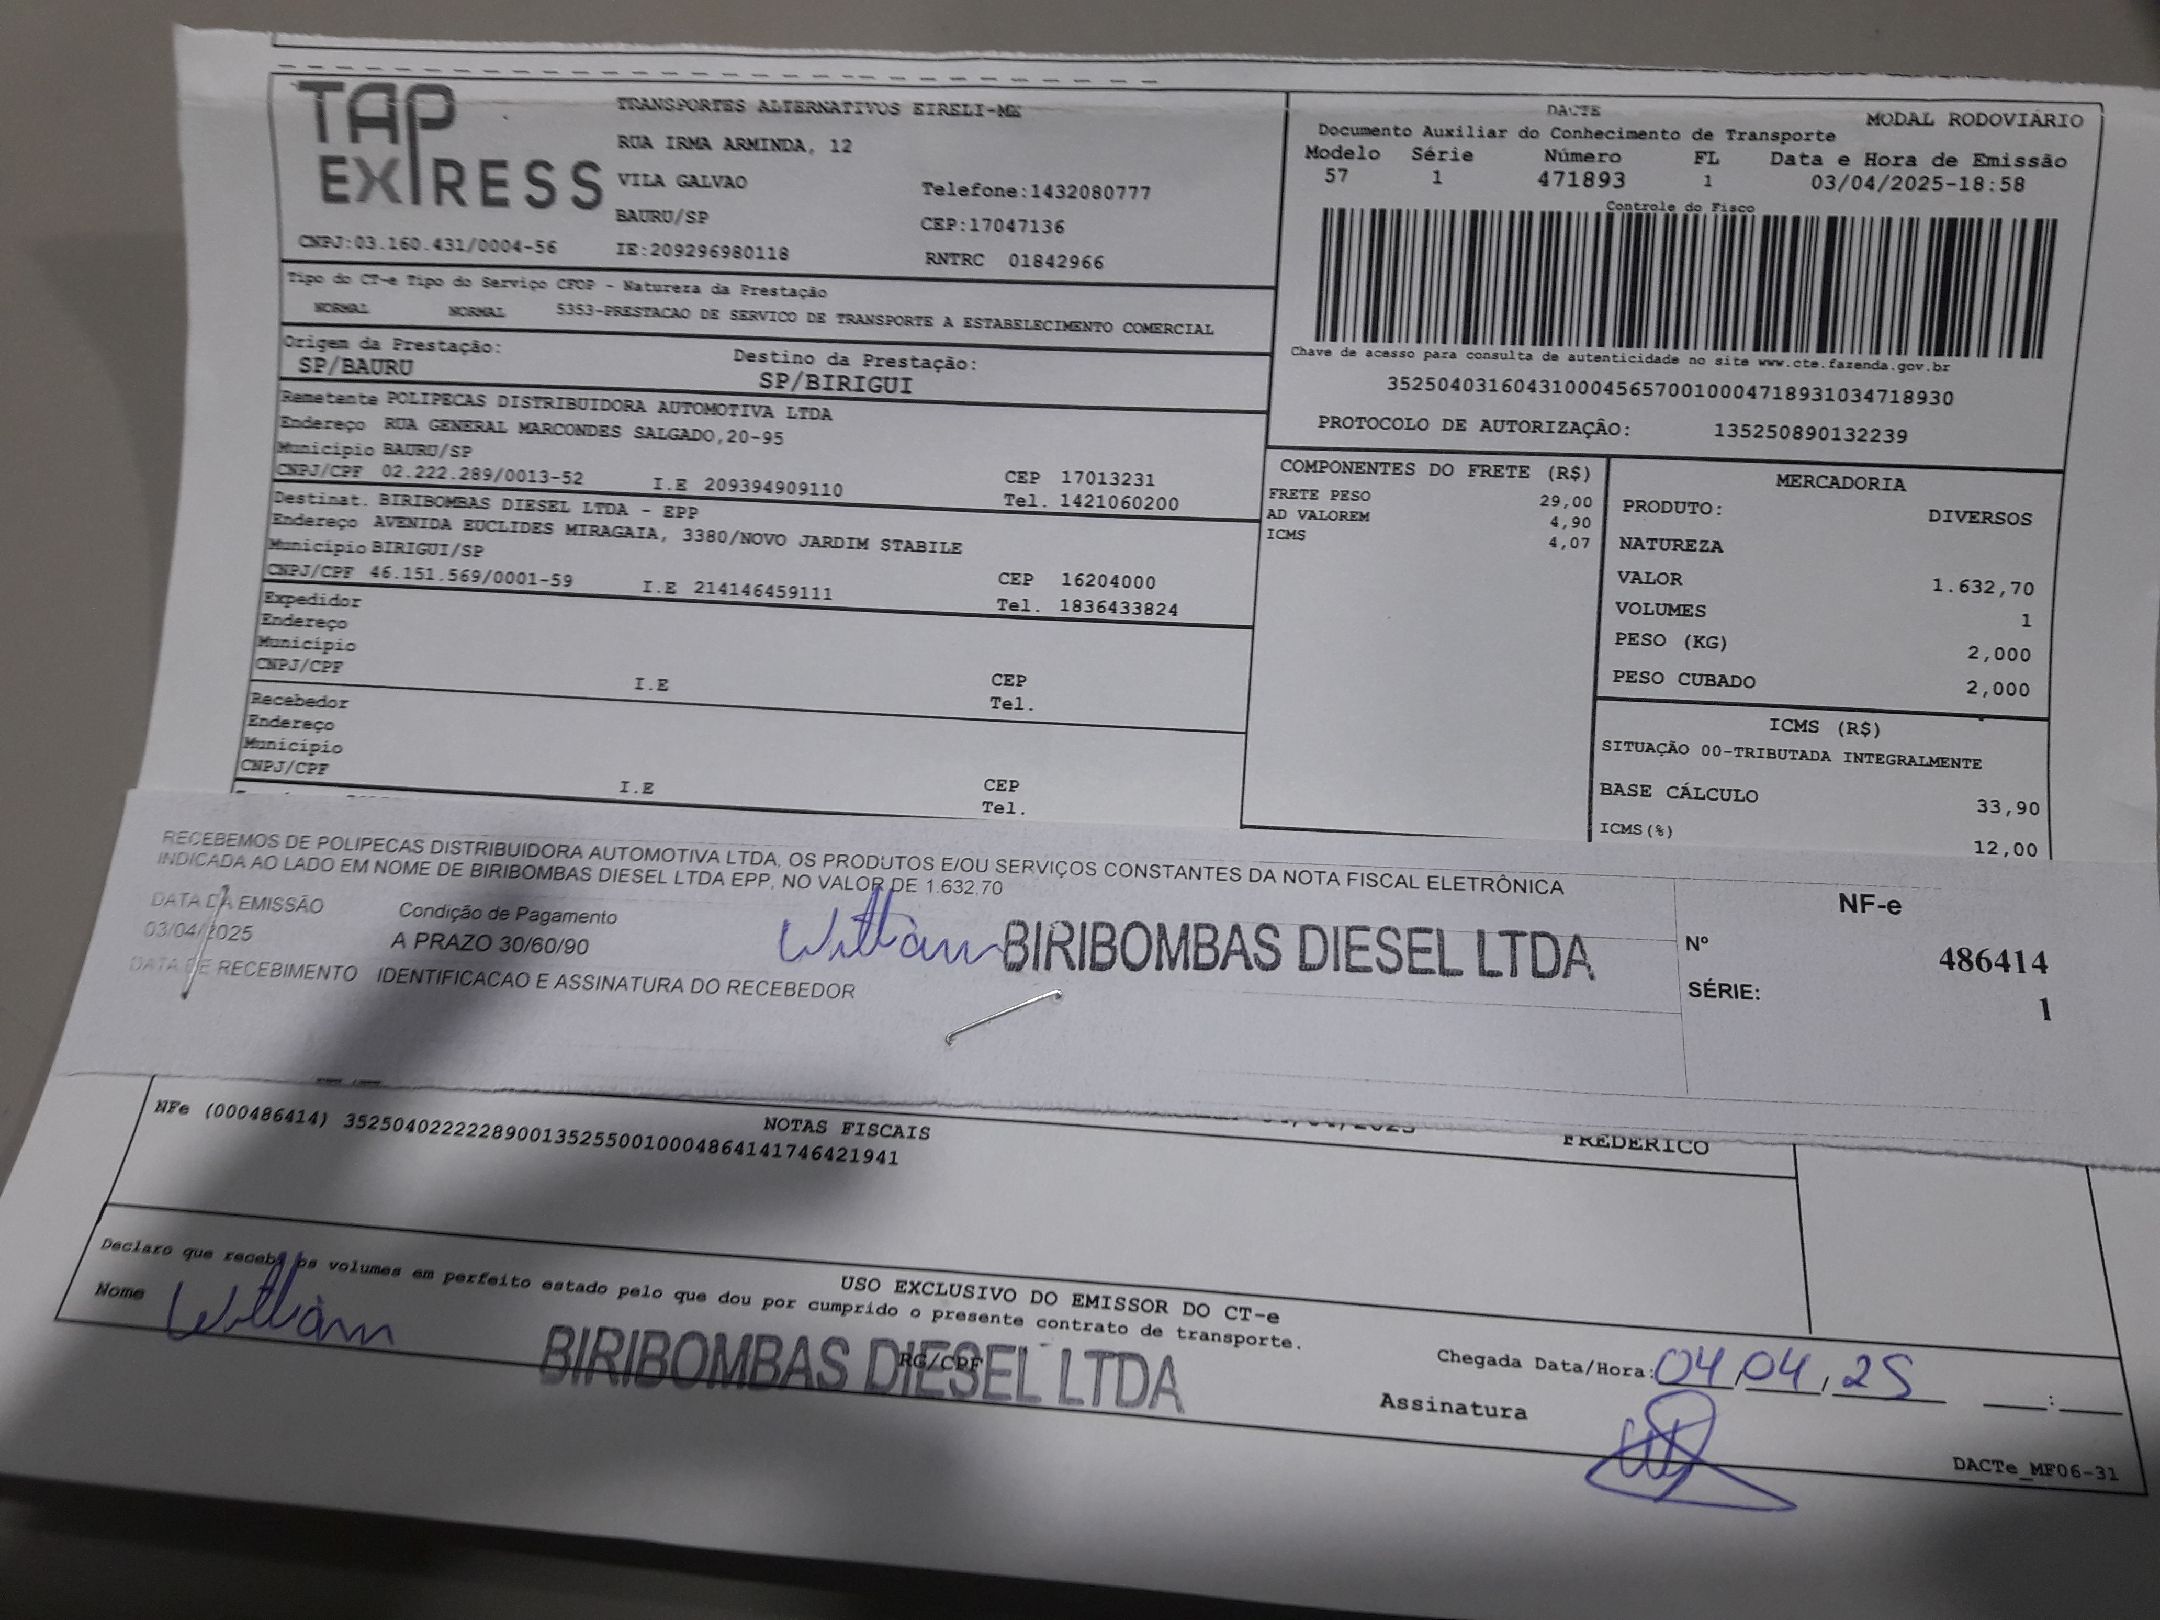 TAP EXPRESS
TRANSPORTES ALTERNATIVOS EIRELI-ME
RUA IRMA ARMINDA, 12
VILA GALVAO
Telefone:1432080777
BAURU/SP
CEP:17047136
CNPJ:03.160.431/0004-56
IE:209296980118
RNTRC 01842966
DACTE
MODAL RODOVIÁRIO
Documento Auxiliar do Conhecimento de Transporte
Modelo Série Número FL Data e Hora de Emissão
57 1 471893 1 03/04/2025-18:58
Controle do Fisco
Chave de acesso para consulta de autenticidade no site www.cte.fazenda.gov.br
35250403160431000456570010004718931034718930
PROTOCOLO DE AUTORIZAÇÃO: 135250890132239
Tipo do CT-e Tipo do Serviço CFOP - Natureza da Prestação
NORMAL NORMAL 5353-PRESTACAO DE SERVICO DE TRANSPORTE A ESTABELECIMENTO COMERCIAL
Origem da Prestação: Destino da Prestação:
SP/BAURU SP/BIRIGUI
Remetente POLIPECAS DISTRIBUIDORA AUTOMOTIVA LTDA
Endereço RUA GENERAL MARCONDES SALGADO,20-95
Município BAURU/SP CEP 17013231
CNPJ/CPF 02.222.289/0013-52 I.E 209394909110 Tel. 1421060200
Destinat. BIRIBOMBAS DIESEL LTDA - EPP
Endereço AVENIDA EUCLIDES MIRAGAIA, 3380/NOVO JARDIM STABILE
Município BIRIGUI/SP CEP 16204000
CNPJ/CPF 46.151.569/0001-59 I.E 214146459111 Tel. 1836433824
Expedidor
Endereço
Município CEP
CNPJ/CPF I.E Tel.
Recebedor
Endereço
Município CEP
CNPJ/CPF I.E Tel.
COMPONENTES DO FRETE (R$)
FRETE PESO 29,00
AD VALOREM 4,90
ICMS 4,07
MERCADORIA
PRODUTO: DIVERSOS
NATUREZA
VALOR 1.632,70
VOLUMES 1
PESO (KG) 2,000
PESO CUBADO 2,000
ICMS (R$)
SITUAÇÃO 00-TRIBUTADA INTEGRALMENTE
BASE CÁLCULO 33,90
ICMS(%) 12,00
RECEBEMOS DE POLIPECAS DISTRIBUIDORA AUTOMOTIVA LTDA, OS PRODUTOS E/OU SERVIÇOS CONSTANTES DA NOTA FISCAL ELETRÔNICA
INDICADA AO LADO EM NOME DE BIRIBOMBAS DIESEL LTDA EPP, NO VALOR DE 1.632,70
DATA DA EMISSÃO Condição de Pagamento
03/04/2025 A PRAZO 30/60/90
DATA DE RECEBIMENTO IDENTIFICACAO E ASSINATURA DO RECEBEDOR
Willian BIRIBOMBAS DIESEL LTDA
NF-e
Nº 486414
SÉRIE: 1
FREDERICO
NOTAS FISCAIS
NFe (000486414) 35250402222289001352550010004864141746421941
USO EXCLUSIVO DO EMISSOR DO CT-e
Declaro que recebi os volumes em perfeito estado pelo que dou por cumprido o presente contrato de transporte.
Nome Willian
RG/CPF
BIRIBOMBAS DIESEL LTDA
Chegada Data/Hora: 04,04,25 :
Assinatura
DACTe_MF06-31